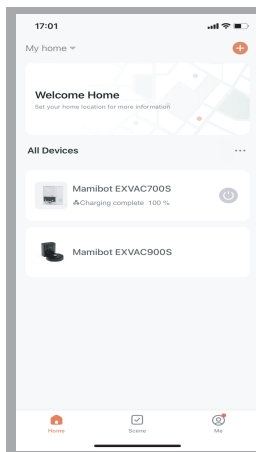 17:01
My home
Welcome Home
Set your home location for more information
All Devices
Mamibot EXVAC700S
Charging complete 100 %
Mamibot EXVAC900S
Home
Scene
Me